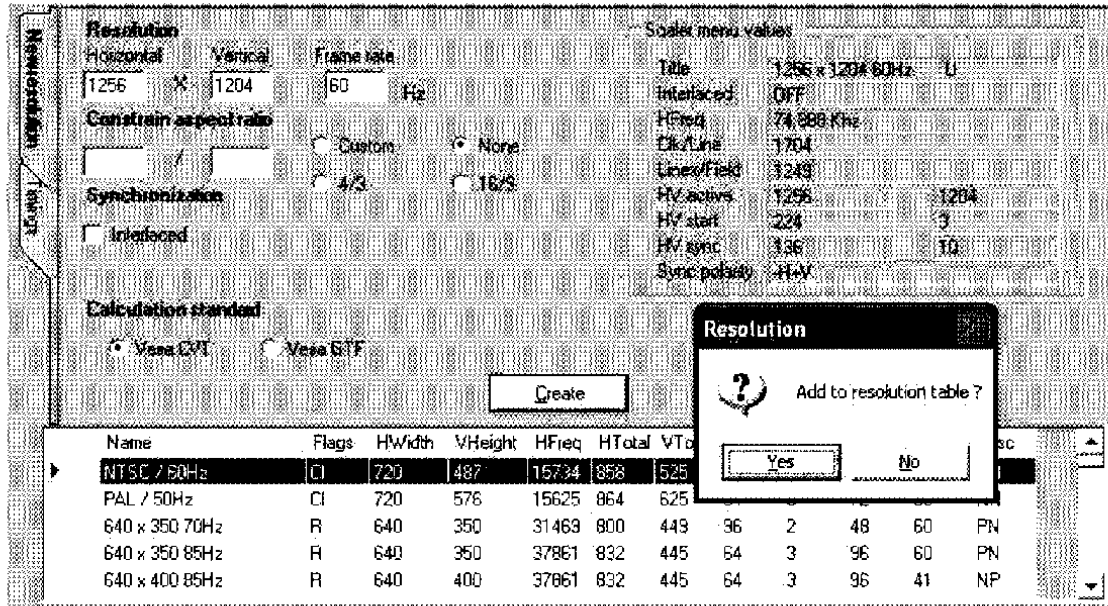 New resolution
Timings
Resolution
Horizontal Vertical Frame rate
1256 X 1204 60 Hz
Constrain aspect ratio
/ Custom None
4/3 16/9
Synchronization
Interlaced
Calculation standard
Vesa CVT Vesa GTF
Create
Scaler menu values
Title 1256 x 1204 60Hz U
Interlaced OFF
HFreq Khz
Clk/Line 1704
Lines/Field 1249
HV active 1256 1204
HV start 224 3
HV sync 136 10
Sync polarity -H+V
Resolution
Add to resolution table ?
Yes No
Name Flags HWidth VHeight HFreq HTotal VTo sc
NTSC / 60Hz CI 720 487 15734 858 525
PAL / 50Hz CI 720 576 15625 864 625
640 x 350 70Hz R 640 350 31469 800 449 96 2 48 60 PN
640 x 350 85Hz R 640 350 37861 832 445 64 3 96 60 PN
640 x 400 85Hz R 640 400 37861 832 445 64 3 96 41 NP